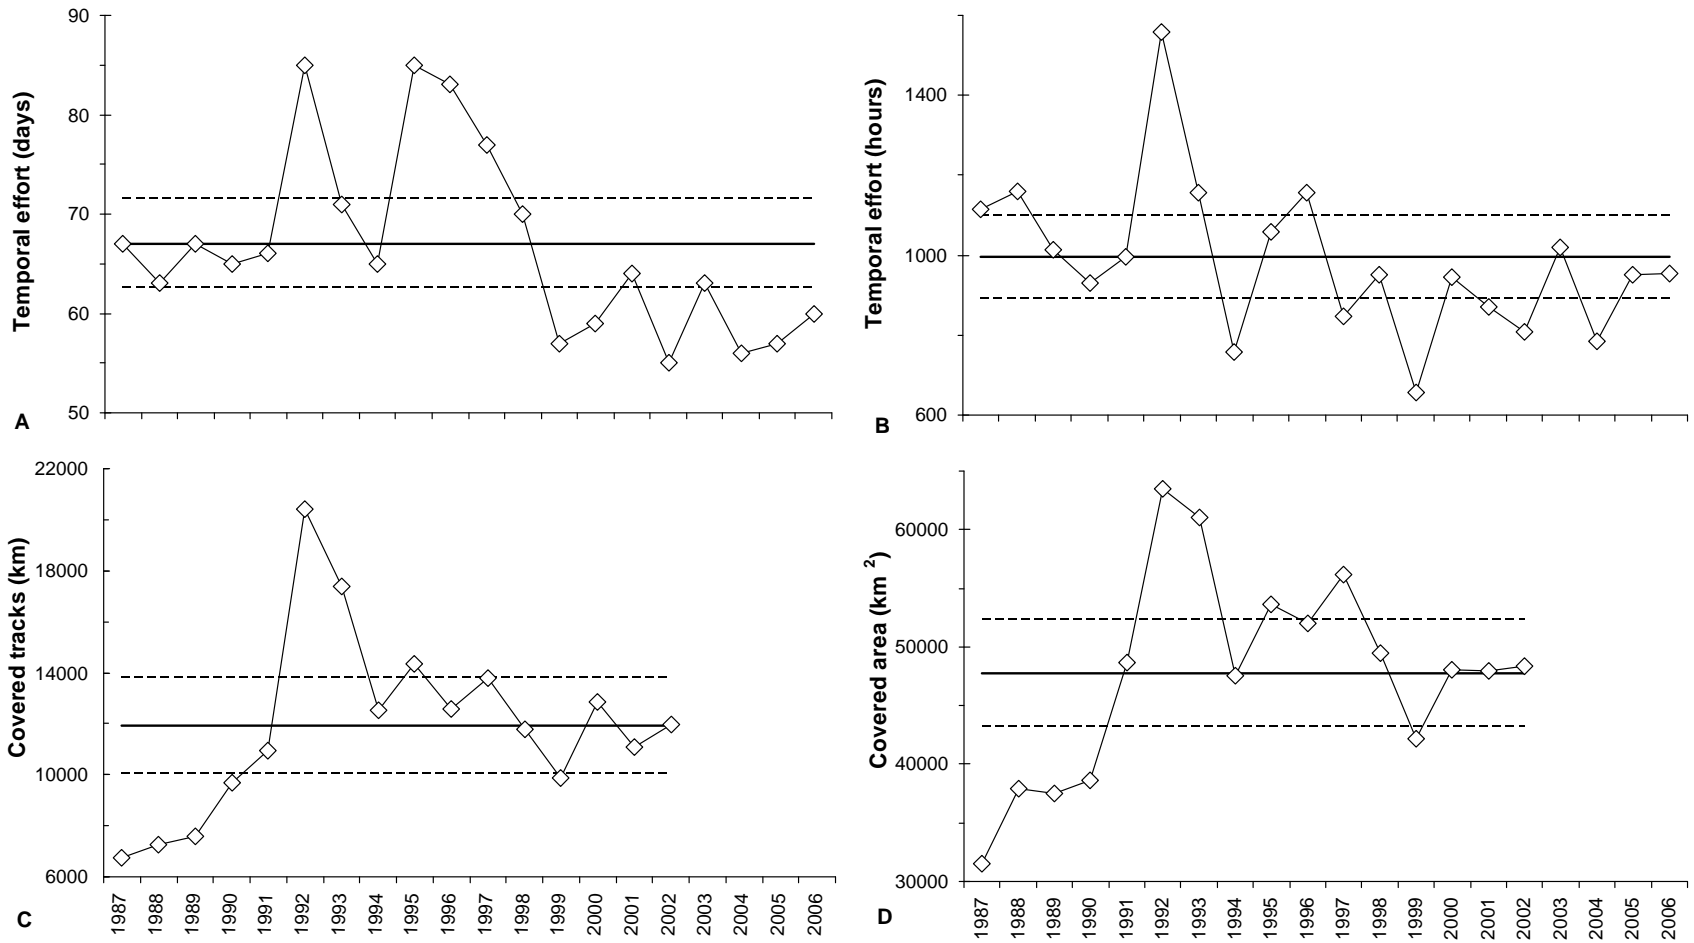 90
80
70
60
50
Temporal effort (days)
A
1400
1000
600
Temporal effort (hours)
B
22000
18000
14000
10000
6000
Covered tracks (km)
1987 1988 1989 1990 1991 1992 1993 1994 1995 1996 1997 1998 1999 2000 2001 2002 2003 2004 2005 2006
C
60000
50000
40000
30000
Covered area (km ²)
1987 1988 1989 1990 1991 1992 1993 1994 1995 1996 1997 1998 1999 2000 2001 2002 2003 2004 2005 2006
D